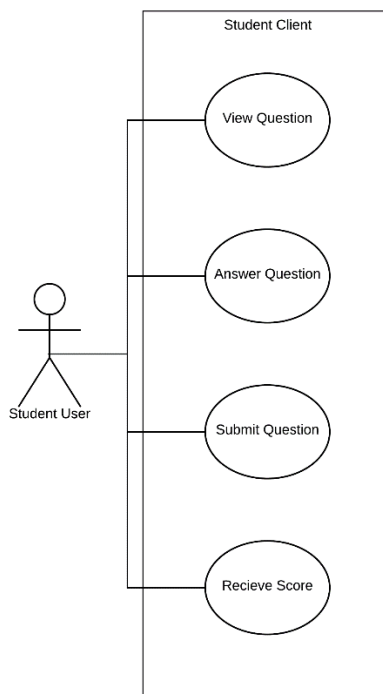 Student Client
View Question
Answer Question
Student User
Submit Question
Recieve Score